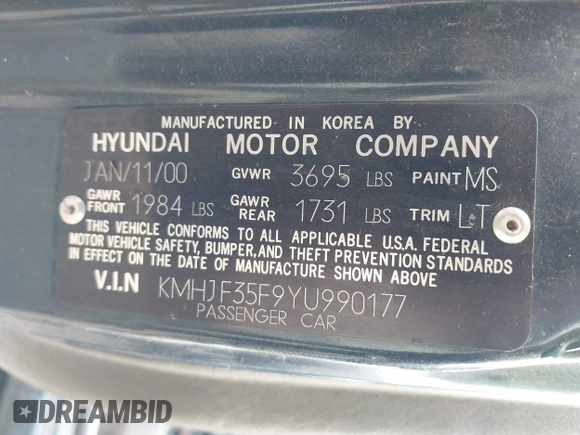 MANUFACTURED IN KOREA BY
HYUNDAI MOTOR COMPANY
JAN/11/00 GVWR 3695 LBS PAINT MS
GAWR FRONT 1984 LBS GAWR REAR 1731 LBS TRIM LT
THIS VEHICLE CONFORMS TO ALL APPLICABLE U.S.A. FEDERAL
MOTOR VEHICLE SAFETY, BUMPER, AND THEFT PREVENTION STANDARDS
IN EFFECT ON THE DATE OF MANUFACTURE SHOWN ABOVE
V.I.N KMHJF35F9YU990177
PASSENGER CAR
DREAMBID